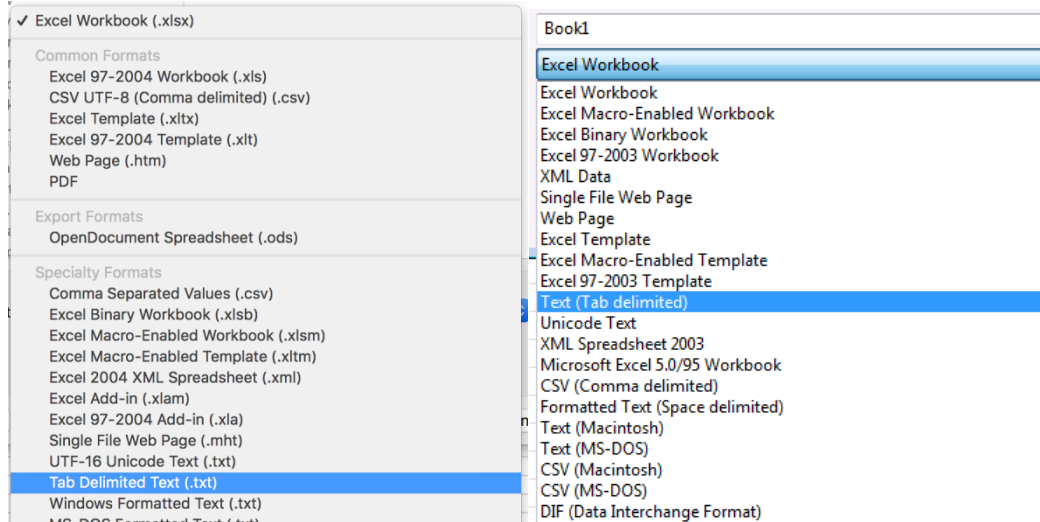 ✓ Excel Workbook (.xlsx)
Common Formats
Excel 97-2004 Workbook (.xls)
CSV UTF-8 (Comma delimited) (.csv)
Excel Template (.xltx)
Excel 97-2004 Template (.xlt)
Web Page (.htm)
PDF
Export Formats
OpenDocument Spreadsheet (.ods)
Specialty Formats
Comma Separated Values (.csv)
Excel Binary Workbook (.xlsb)
Excel Macro-Enabled Workbook (.xlsm)
Excel Macro-Enabled Template (.xltm)
Excel 2004 XML Spreadsheet (.xml)
Excel Add-in (.xlam)
Excel 97-2004 Add-in (.xla)
Single File Web Page (.mht)
UTF-16 Unicode Text (.txt)
Tab Delimited Text (.txt)
Windows Formatted Text (.txt)
MS-DOS Formatted Text (.txt)
Book1
Excel Workbook
Excel Workbook
Excel Macro-Enabled Workbook
Excel Binary Workbook
Excel 97-2003 Workbook
XML Data
Single File Web Page
Web Page
Excel Template
Excel Macro-Enabled Template
Excel 97-2003 Template
Text (Tab delimited)
Unicode Text
XML Spreadsheet 2003
Microsoft Excel 5.0/95 Workbook
CSV (Comma delimited)
Formatted Text (Space delimited)
Text (Macintosh)
Text (MS-DOS)
CSV (Macintosh)
CSV (MS-DOS)
DIF (Data Interchange Format)